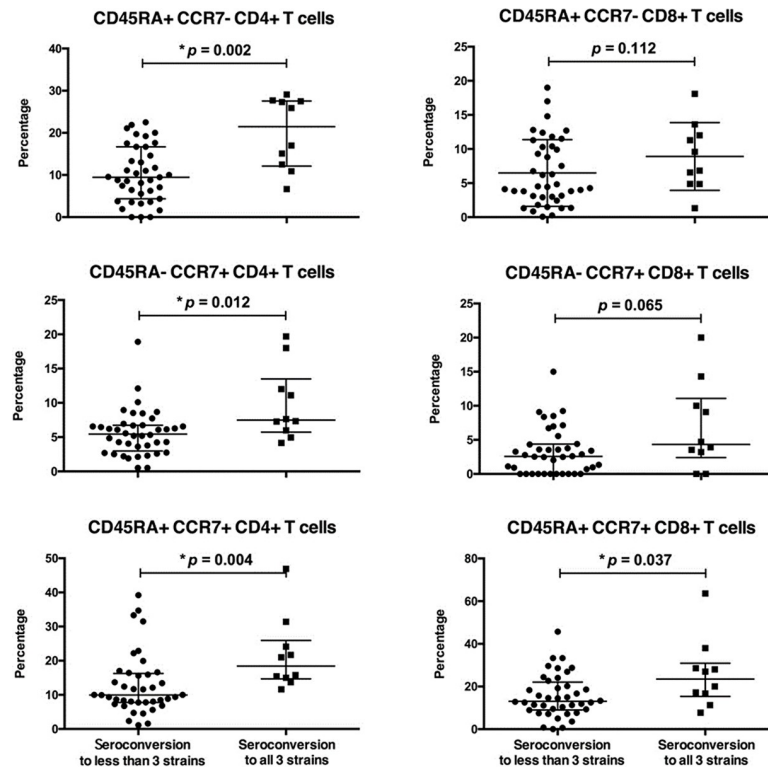 CD45RA+ CCR7- CD4+ T cells
* p = 0.002
Percentage
40
30
20
10
0
CD45RA+ CCR7- CD8+ T cells
p = 0.112
Percentage
25
20
15
10
5
0
CD45RA- CCR7+ CD4+ T cells
* p = 0.012
Percentage
25
20
15
10
5
0
CD45RA- CCR7+ CD8+ T cells
p = 0.065
Percentage
25
20
15
10
5
0
CD45RA+ CCR7+ CD4+ T cells
* p = 0.004
Percentage
50
40
30
20
10
0
Seroconversion
to less than 3 strains
Seroconversion
to all 3 strains
CD45RA+ CCR7+ CD8+ T cells
* p = 0.037
Percentage
80
60
40
20
0
Seroconversion
to less than 3 strains
Seroconversion
to all 3 strains